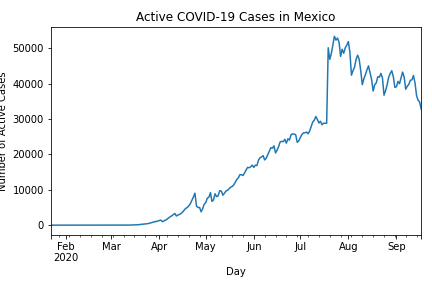 Active COVID-19 Cases in Mexico
Number of Active Cases
50000
40000
30000
20000
10000
0
Feb Mar Apr May Jun Jul Aug Sep
2020
Day